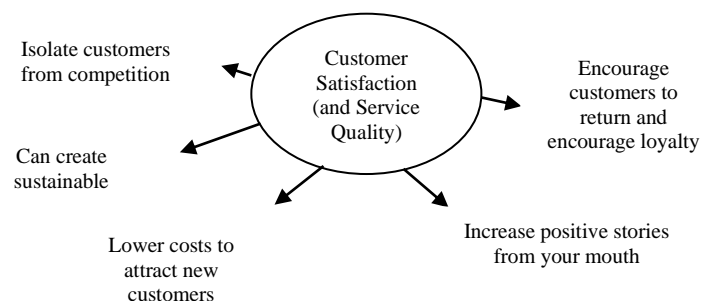 Isolate customers
from competition
Customer
Satisfaction
(and Service
Quality)
Encourage
customers to
return and
encourage loyalty
Can create
sustainable
Lower costs to
attract new
customers
Increase positive stories
from your mouth